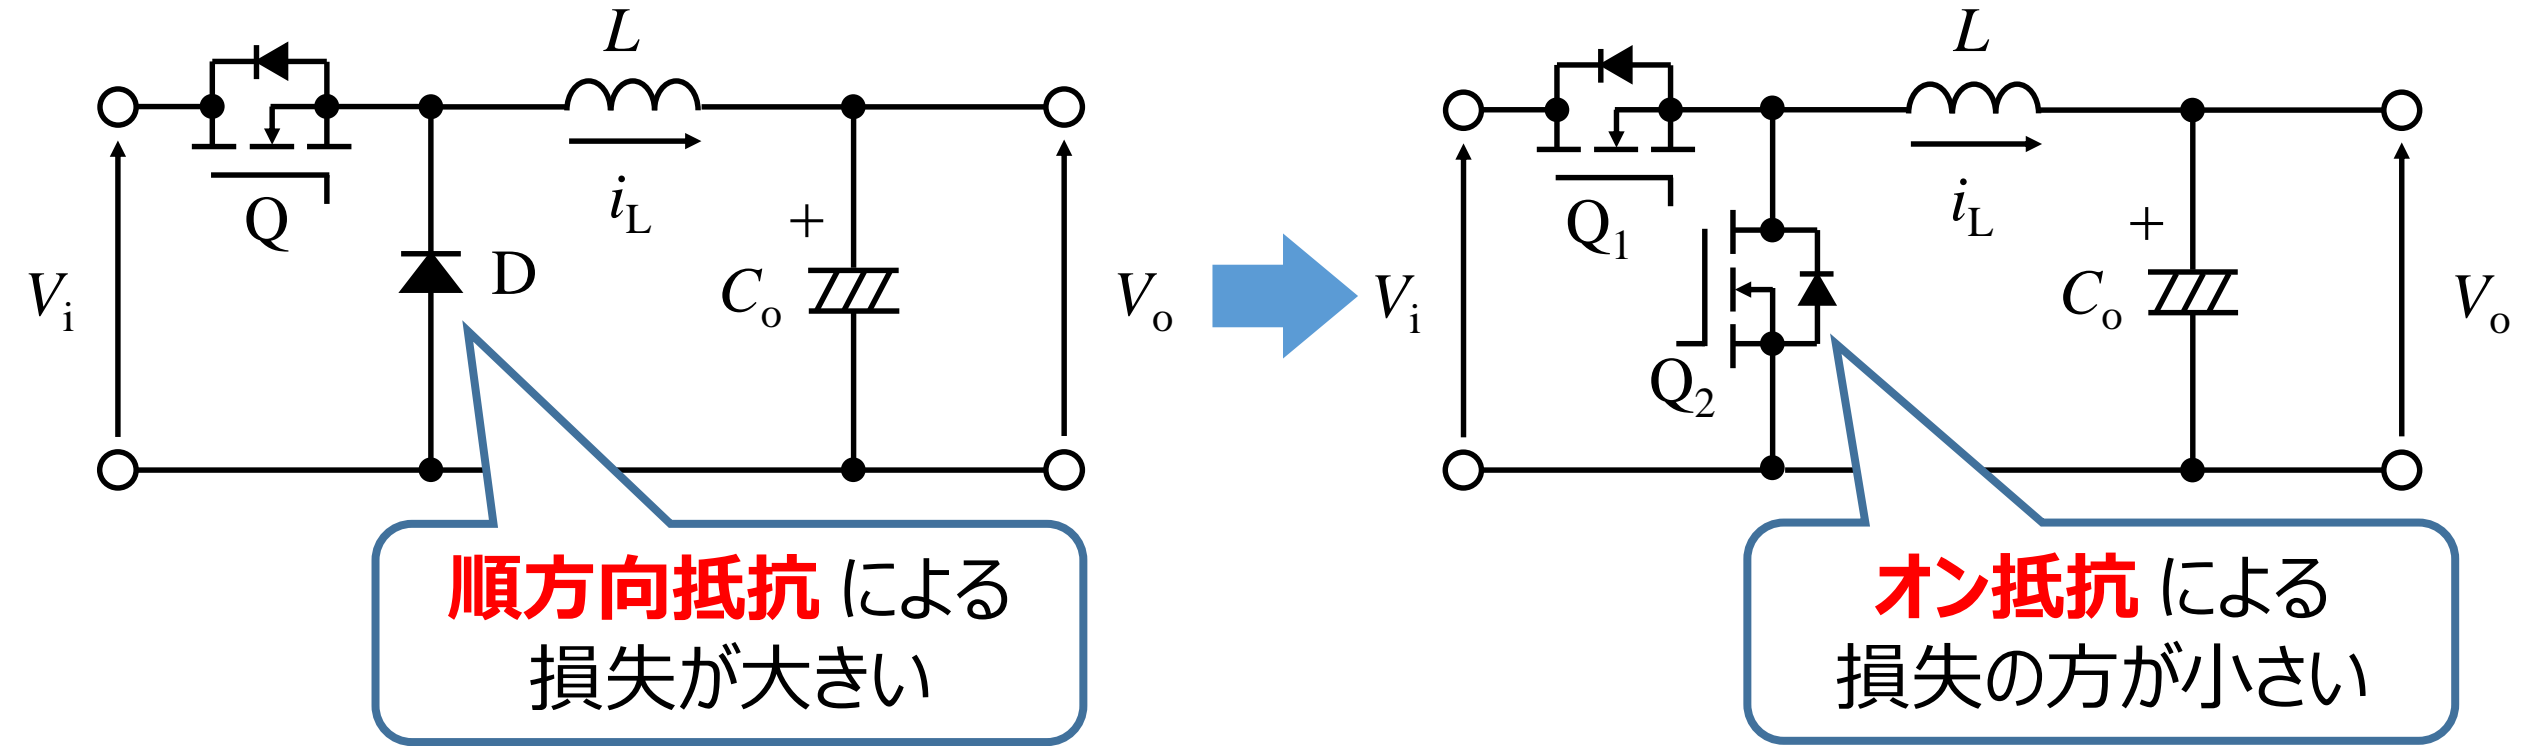 L
Q
iL
D
+
Co
Vi
Vo
順方向抵抗 による
損失が大きい
L
Q1
iL
Q2
+
Co
Vi
Vo
オン抵抗 による
損失の方が小さい